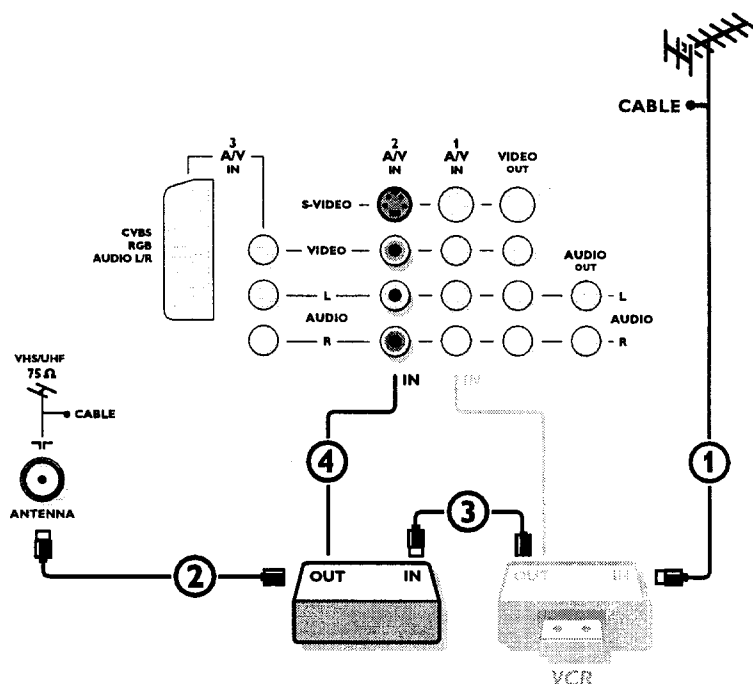 CABLE
3
A/V
IN
2
A/V
IN
1
A/V
IN
VIDEO
OUT
S-VIDEO
CVBS
RGB
AUDIO L/R
VIDEO
AUDIO
OUT
L
L
AUDIO
AUDIO
R
R
VHS/UHF
75 Ω
IN
IN
CABLE
4
1
ANTENNA
3
2
OUT
IN
OUT
IN
VCR